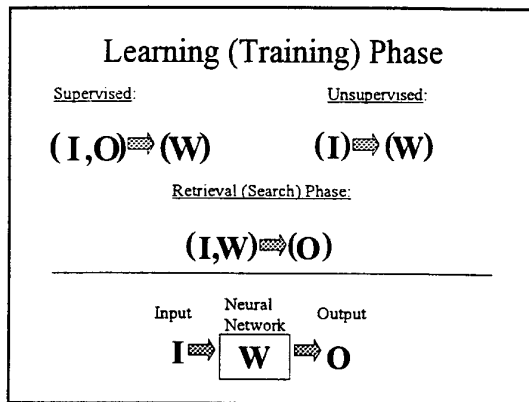 Learning (Training) Phase
Supervised:
Unsupervised:
(I,O)⇒(W)
(I)⇒(W)
Retrieval (Search) Phase:
(I,W)⇒(O)
Input
Neural
Network
Output
I⇒ W ⇒O